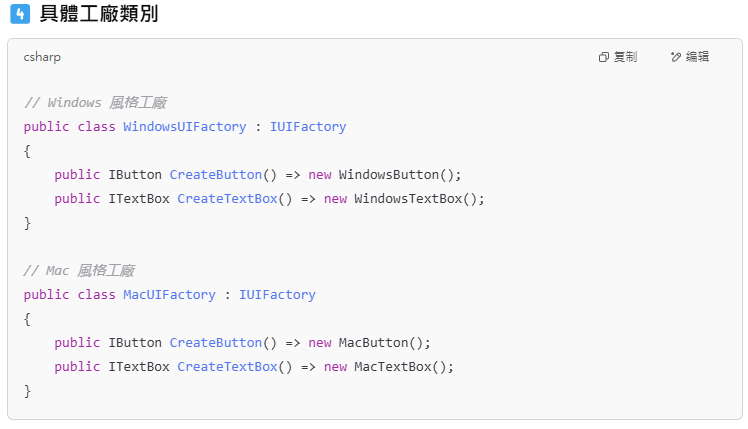 4 具體工廠類別
csharp 复制 编辑
// Windows 風格工廠
public class WindowsUIFactory : IUIFactory
{
    public IButton CreateButton() => new WindowsButton();
    public ITextBox CreateTextBox() => new WindowsTextBox();
}
// Mac 風格工廠
public class MacUIFactory : IUIFactory
{
    public IButton CreateButton() => new MacButton();
    public ITextBox CreateTextBox() => new MacTextBox();
}